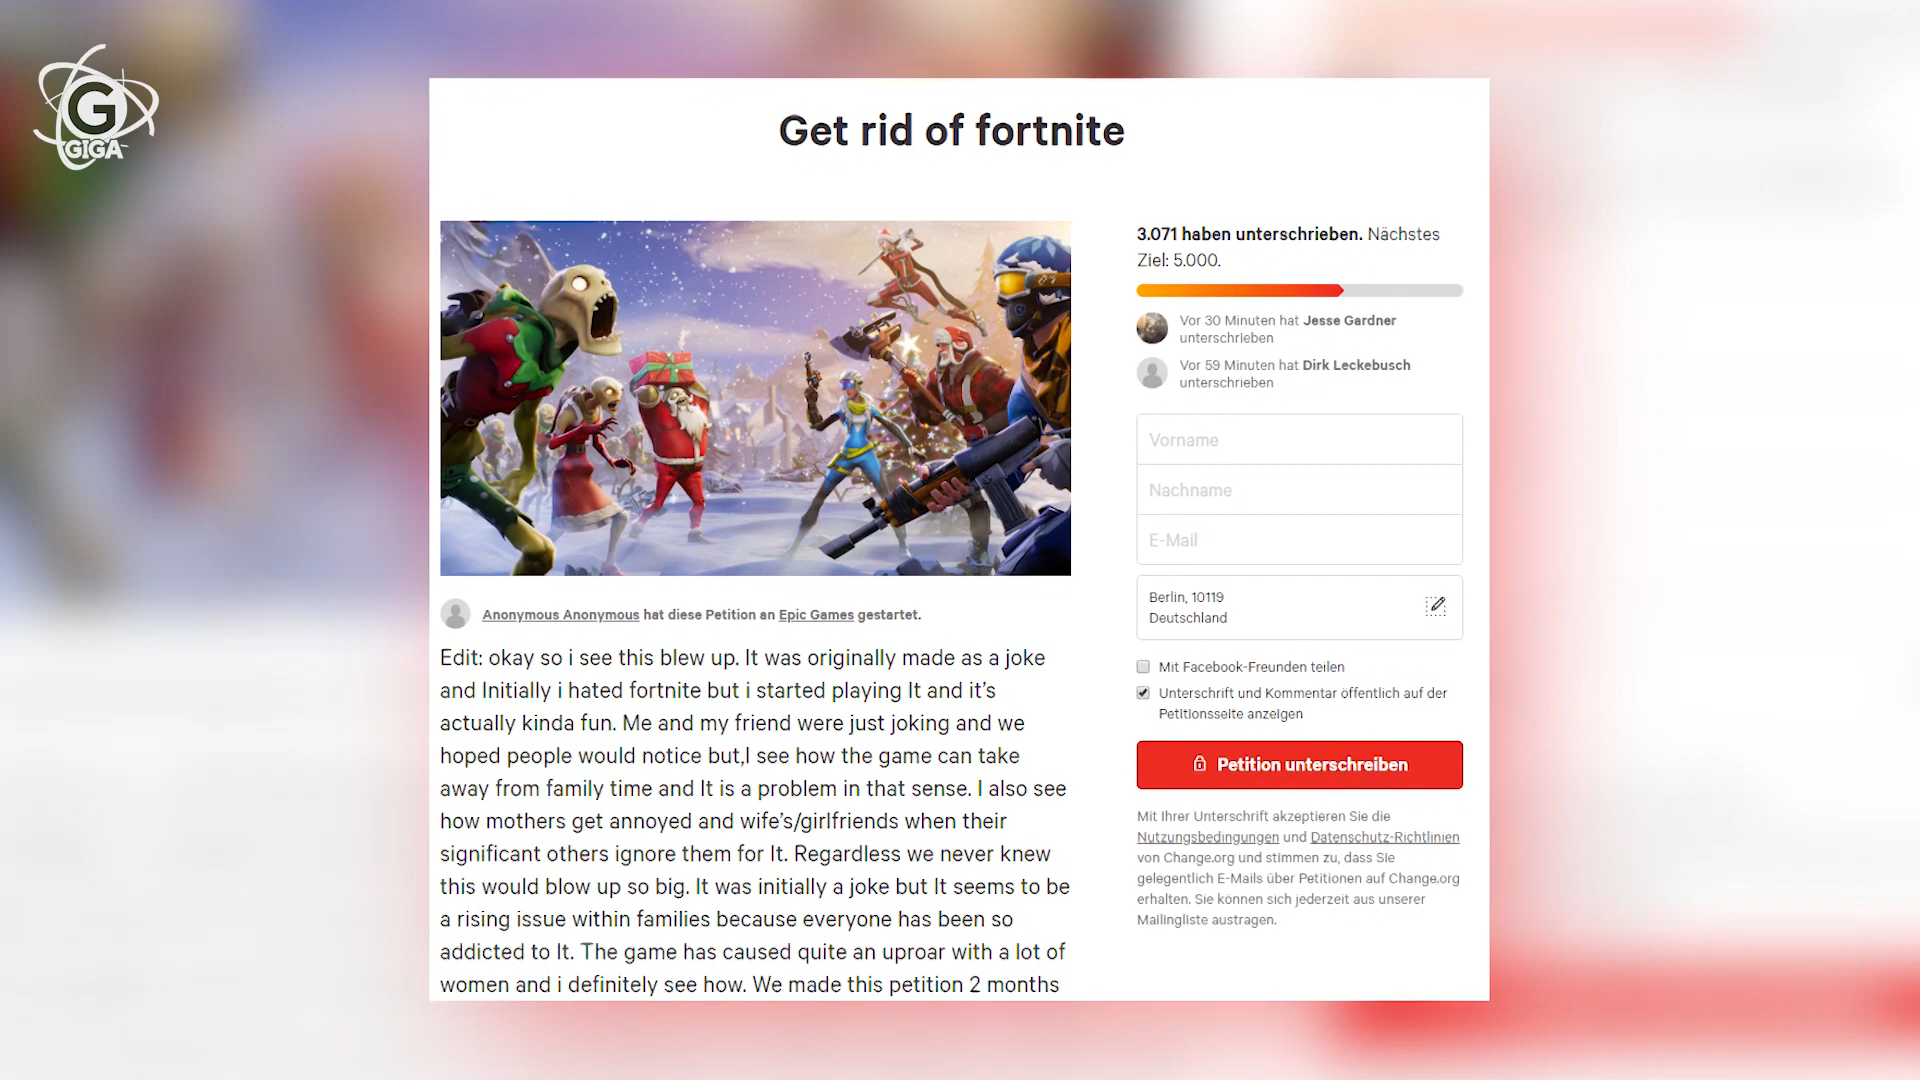 G
GIGA
Get rid of fortnite
3.071 haben unterschrieben. Nächstes
Ziel: 5.000.
Vor 30 Minuten hat Jesse Gardner
unterschrieben
Vor 59 Minuten hat Dirk Leckebusch
unterschrieben
Vorname
Nachname
E-Mail
Berlin, 10119
Deutschland
Mit Facebook-Freunden teilen
Unterschrift und Kommentar öffentlich auf der
Petitionsseite anzeigen
Petition unterschreiben
Mit Ihrer Unterschrift akzeptieren Sie die
Nutzungsbedingungen und Datenschutz-Richtlinien
von Change.org und stimmen zu, dass Sie
gelegentlich E-Mails über Petitionen auf Change.org
erhalten. Sie können sich jederzeit aus unserer
Mailingliste austragen.
Anonymous Anonymous hat diese Petition an Epic Games gestartet.
Edit: okay so i see this blew up. It was originally made as a joke
and Initially i hated fortnite but i started playing It and it's
actually kinda fun. Me and my friend were just joking and we
hoped people would notice but,I see how the game can take
away from family time and It is a problem in that sense. I also see
how mothers get annoyed and wife's/girlfriends when their
significant others ignore them for It. Regardless we never knew
this would blow up so big. It was initially a joke but It seems to be
a rising issue within families because everyone has been so
addicted to It. The game has caused quite an uproar with a lot of
women and i definitely see how. We made this petition 2 months